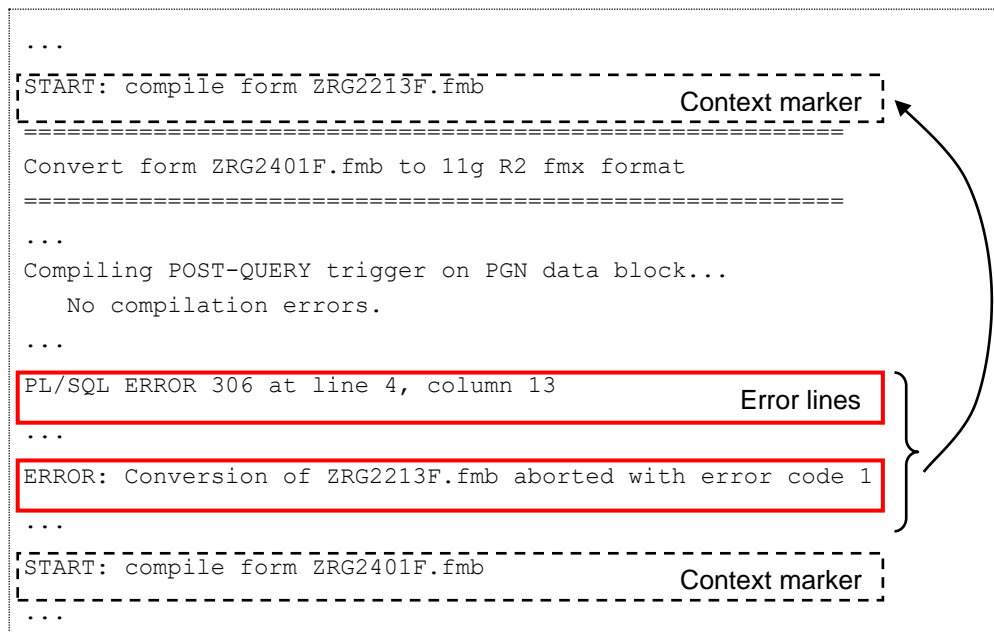 ...
START: compile form ZRG2213F.fmb
Context marker
=========================================================
Convert form ZRG2401F.fmb to 11g R2 fmx format
=========================================================
...
Compiling POST-QUERY trigger on PGN data block...
No compilation errors.
...
PL/SQL ERROR 306 at line 4, column 13
Error lines
...
ERROR: Conversion of ZRG2213F.fmb aborted with error code 1
...
START: compile form ZRG2401F.fmb
Context marker
...